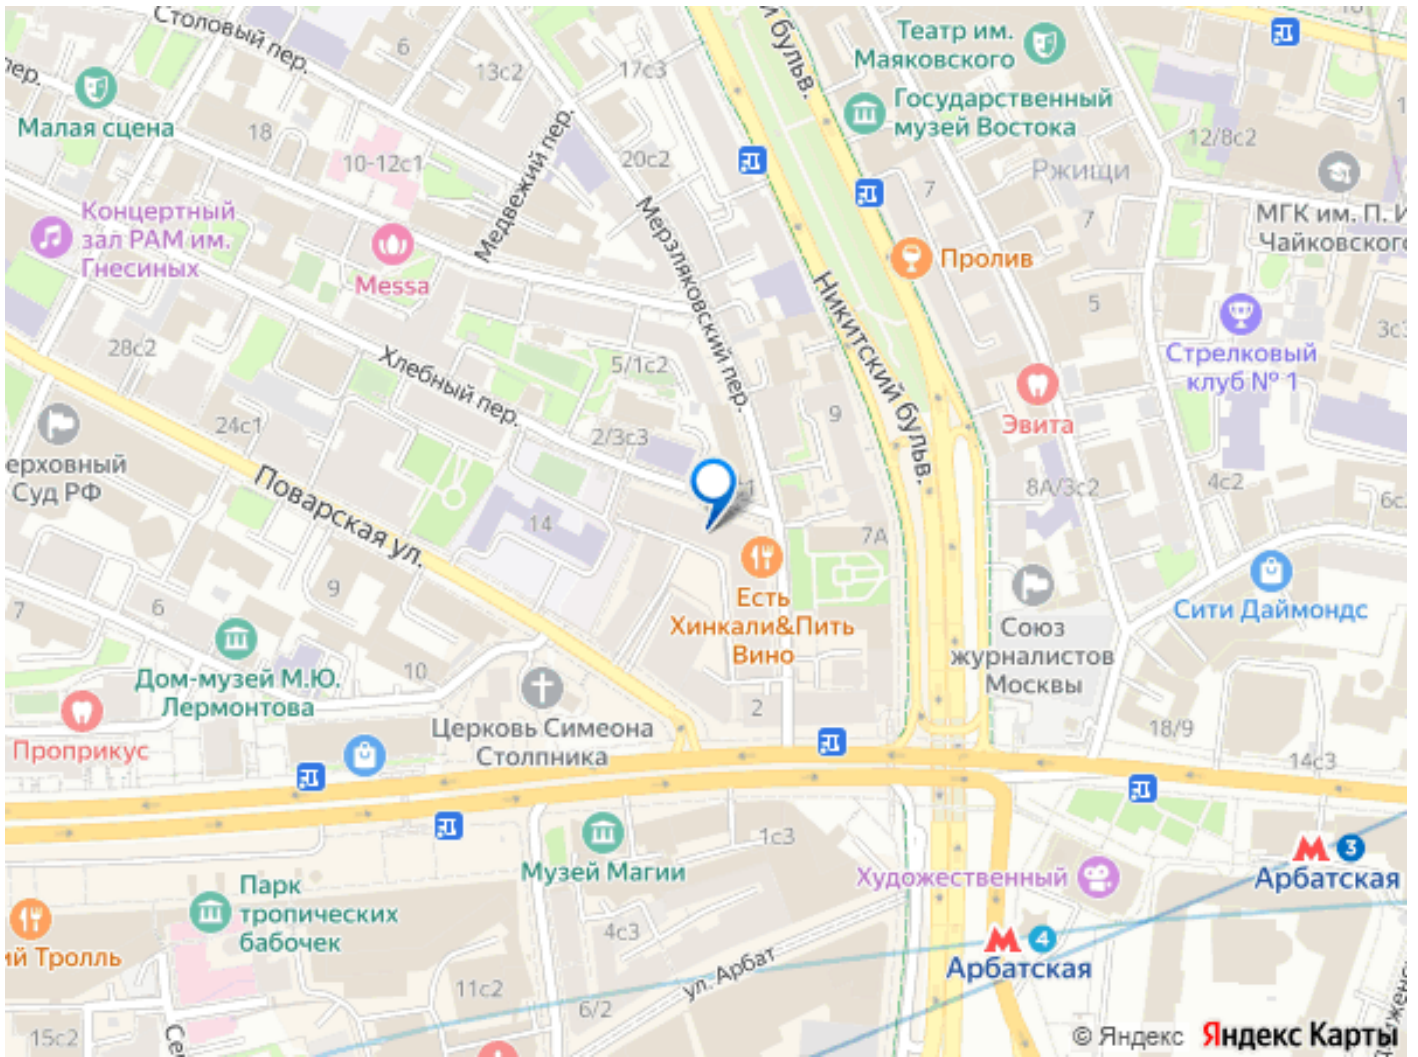 Столовый пер.
6
13с2
17с3
и бульв.
Театр им.
Маяковского
Государственный
музей Востока
Ржищи
12/8с2
МГК им. П. И
Чайковского
пер.
Малая сцена
18
10-12с1
Медвежий пер.
20с2
Мерзляковский пер.
7
7
Концертный
зал РАМ им.
Гнесиных
Messa
Пролив
Никитский бульв.
5
3с3
Стрелковый
клуб № 1
28с2
Хлебный пер.
5/1с2
9
Эвита
24с1
2/3с3
ерховный
Суд РФ
Поварская ул.
14
7А
8А/3с2
4с2
6с
Есть
Хинкали&Пить
Вино
Союз
журналистов
Москвы
Сити Даймондс
7
6
9
10
Дом-музей М.Ю.
Лермонтова
Проприкус
Церковь Симеона
Столпника
2
18/9
14с3
1с3
Музей Магии
Художественный
3
Арбатская
4
Арбатская
Парк
тропических
бабочек
ий Тролль
4с3
ул. Арбат
11с2
6/2
15с2
© Яндекс Яндекс Карты